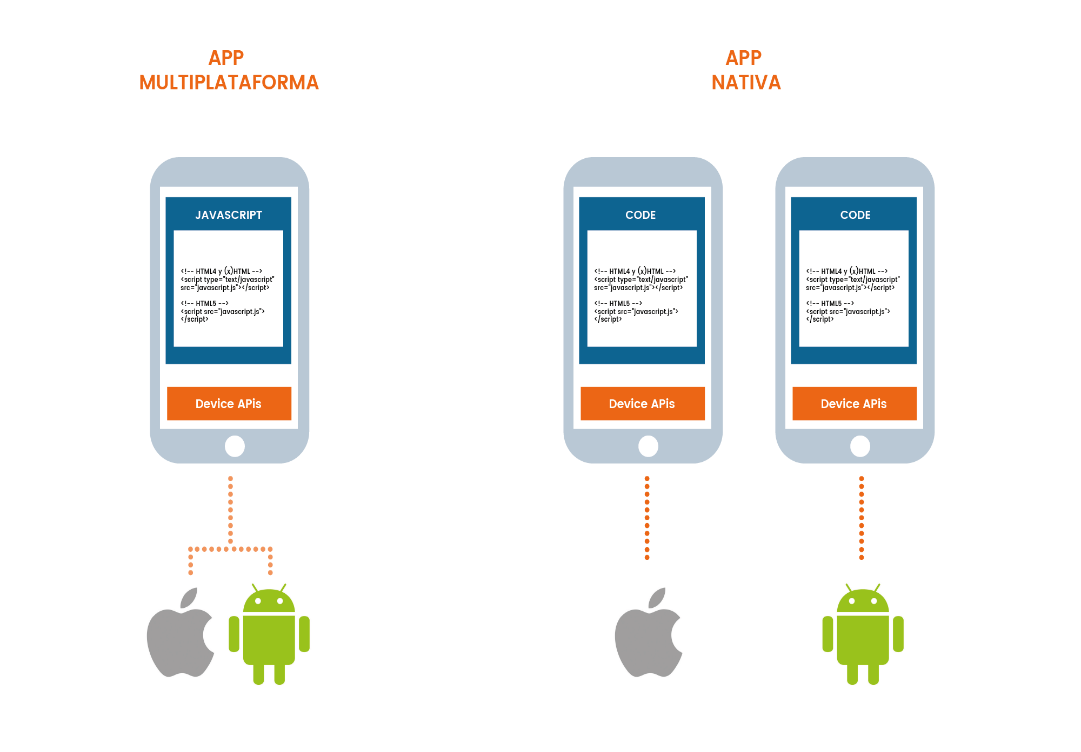 APP
MULTIPLATAFORMA
APP
NATIVA
JAVASCRIPT
<!-- HTML4 y (x)HTML -->
<script type="text/javascript"
src="javascript.js"></script>
<!-- HTML5 -->
<script src="javascript.js">
</script>
Device APis
CODE
<!-- HTML4 y (x)HTML -->
<script type="text/javascript"
src="javascript.js"></script>
<!-- HTML5 -->
<script src="javascript.js">
</script>
Device APis
CODE
<!-- HTML4 y (x)HTML -->
<script type="text/javascript"
src="javascript.js"></script>
<!-- HTML5 -->
<script src="javascript.js">
</script>
Device APis